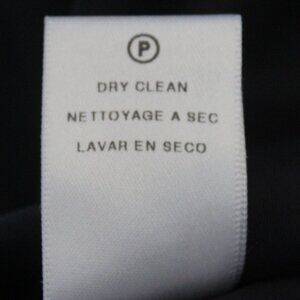 P
DRY CLEAN
NETTOYAGE A SEC
LAVAR EN SECO